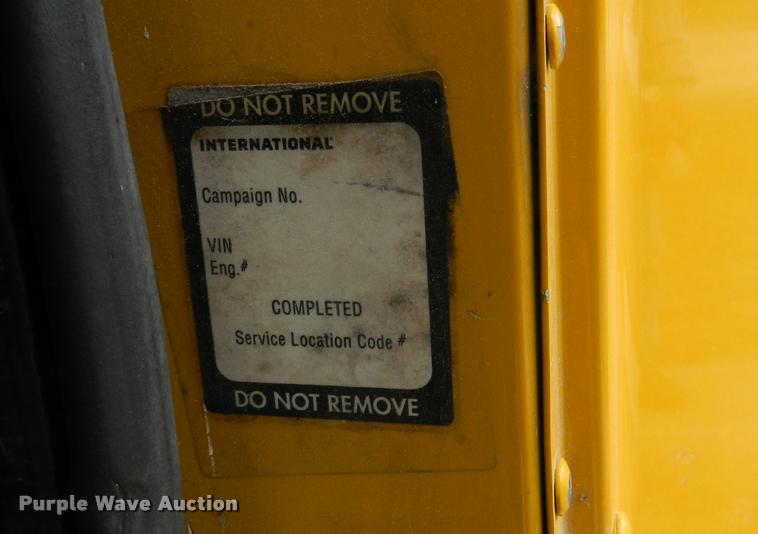 DO NOT REMOVE
INTERNATIONAL
Campaign No.
VIN
Eng.#
COMPLETED
Service Location Code #
DO NOT REMOVE
Purple Wave Auction